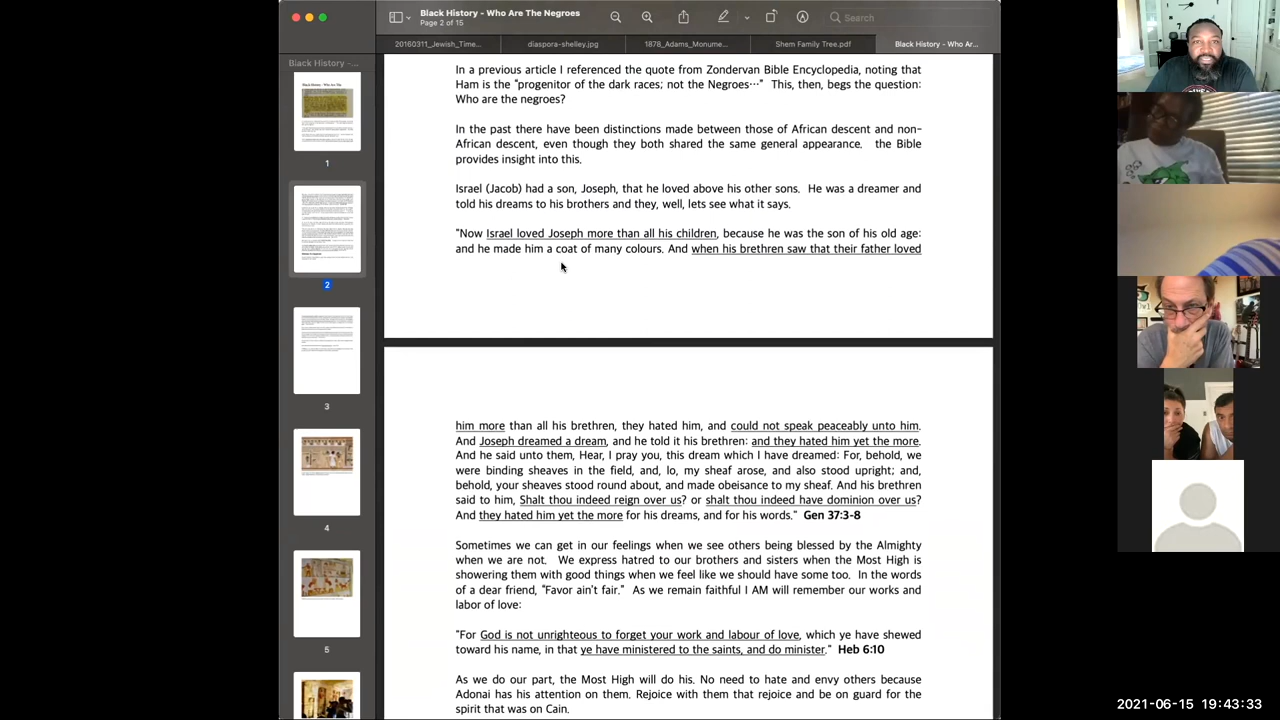 Black History - Who Are The Negroes
Page 2 of 15
Search
20160311_Jewish_Time...
diaspora-shelley.jpg
1878_Adams_Monume...
Shem Family Tree.pdf
Black History - Who Ar...
Black History -...
1
2
3
4
5
In a previous article I referenced the quote from Zondervan Bible Encyclopedia, noting that
Ham is the "progenitor of the dark races; not the Negroes…" This, then, begs the question:
Who are the negroes?
In the past there have been distinctions made between those of African descent and non-
African descent, even though they both shared the same general appearance. the Bible
provides insight into this.
Israel (Jacob) had a son, Joseph, that he loved above his other sons. He was a dreamer and
told his dreams to his brothers and they, well, lets see what it says.
"Now Israel loved Joseph more than all his children, because he was the son of his old age:
and he made him a coat of many colours. And when his brethren saw that their father loved
him more than all his brethren, they hated him, and could not speak peaceably unto him.
And Joseph dreamed a dream, and he told it his brethren: and they hated him yet the more.
And he said unto them, Hear, I pray you, this dream which I have dreamed: For, behold, we
were binding sheaves in the field, and, lo, my sheaf arose, and also stood upright; and,
behold, your sheaves stood round about, and made obeisance to my sheaf. And his brethren
said to him, Shalt thou indeed reign over us? or shalt thou indeed have dominion over us?
And they hated him yet the more for his dreams, and for his words." Gen 37:3-8
Sometimes we can get in our feelings when we see others being blessed by the Almighty
when we are not. We express hatred to our brothers and sisters when the Most High is
showering them with good things when we feel like we should have some too. In the words
of a dear friend, "Favor ain't fair." As we remain faithful I AM will remember our works and
labor of love:
"For God is not unrighteous to forget your work and labour of love, which ye have shewed
toward his name, in that ye have ministered to the saints, and do minister." Heb 6:10
As we do our part, the Most High will do his. No need to hate and envy others because
Adonai has his attention on them. Rejoice with them that rejoice and be on guard for the
spirit that was on Cain.
2021-06-15 19:43:33